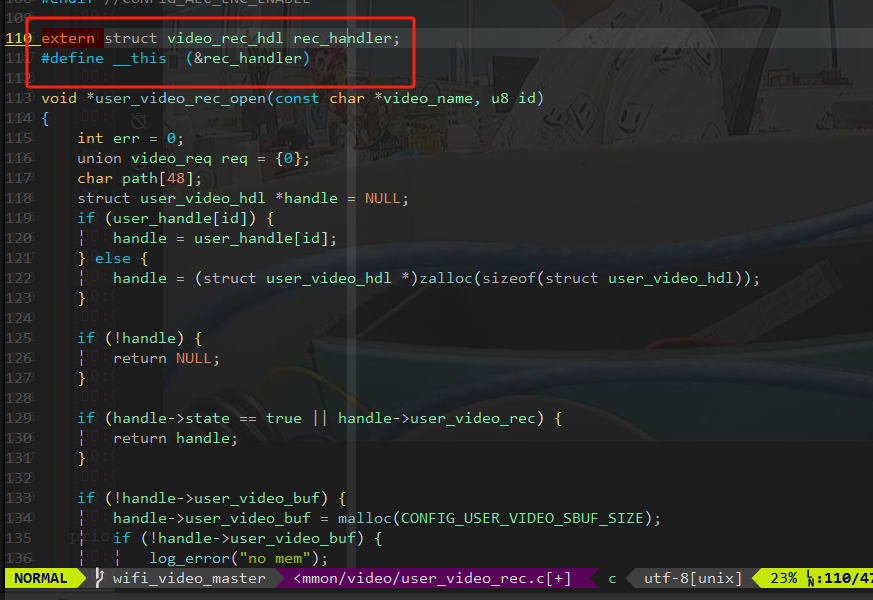 108 #endif //CONFIG_AEC_ENC_ENABLE
109
110 extern struct video_rec_hdl rec_handler;
111 #define __this  (&rec_handler)
112
113 void *user_video_rec_open(const char *video_name, u8 id)
114 {
115     int err = 0;
116     union video_req req = {0};
117     char path[48];
118     struct user_video_hdl *handle = NULL;
119     if (user_handle[id]) {
120     ¦   handle = user_handle[id];
121     } else {
122     ¦   handle = (struct user_video_hdl *)zalloc(sizeof(struct user_video_hdl));
123     }
124
125     if (!handle) {
126     ¦   return NULL;
127     }
128
129     if (handle->state == true || handle->user_video_rec) {
130     ¦   return handle;
131     }
132
133     if (!handle->user_video_buf) {
134     ¦   handle->user_video_buf = malloc(CONFIG_USER_VIDEO_SBUF_SIZE);
135     ¦   if (!handle->user_video_buf) {
136     ¦   ¦   log_error("no mem");
NORMAL wifi_video_master <mmon/video/user_video_rec.c[+] c utf-8[unix] 23% :110/47